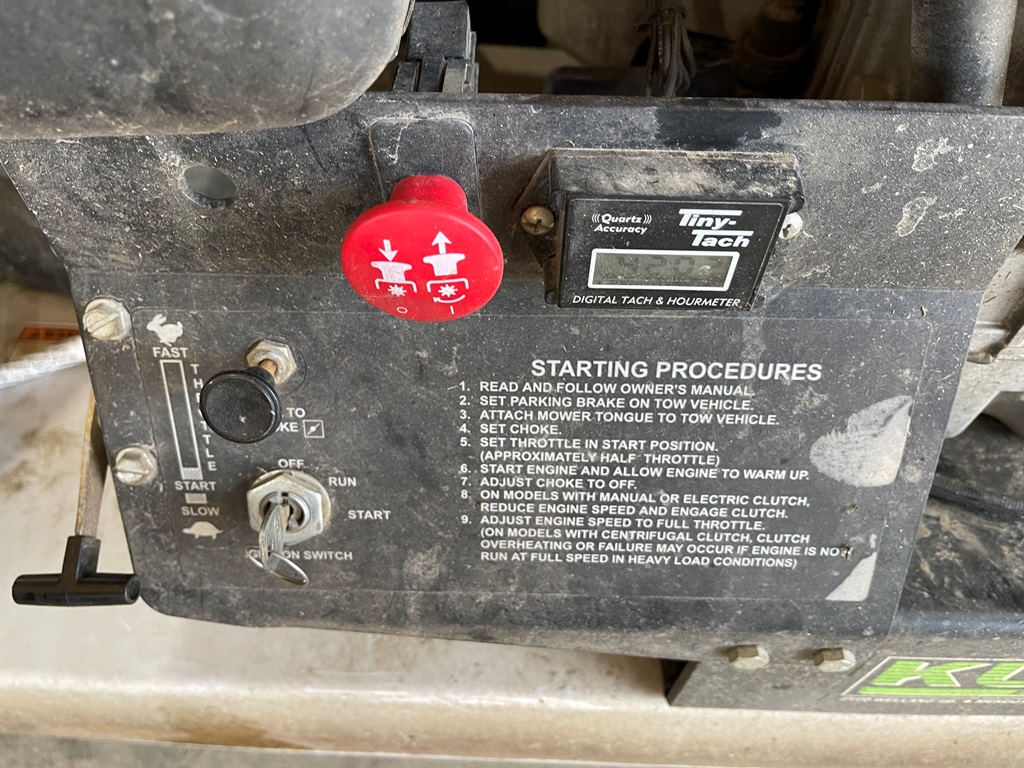 (((Quartz)))
Accuracy
Tiny-
Tach
DIGITAL TACH & HOURMETER
O I
FAST
THROTTLE
TO
START
SLOW
OFF
RUN
START
SWITCH
STARTING PROCEDURES
1. READ AND FOLLOW OWNER'S MANUAL.
2. SET PARKING BRAKE ON TOW VEHICLE.
3. ATTACH MOWER TONGUE TO TOW VEHICLE.
4. SET CHOKE.
5. SET THROTTLE IN START POSITION.
(APPROXIMATELY HALF THROTTLE)
6. START ENGINE AND ALLOW ENGINE TO WARM UP.
7. ADJUST CHOKE TO OFF.
8. ON MODELS WITH MANUAL OR ELECTRIC CLUTCH,
REDUCE ENGINE SPEED AND ENGAGE CLUTCH.
9. ADJUST ENGINE SPEED TO FULL THROTTLE.
(ON MODELS WITH CENTRIFUGAL CLUTCH, CLUTCH
OVERHEATING OR FAILURE MAY OCCUR IF ENGINE IS NOT
RUN AT FULL SPEED IN HEAVY LOAD CONDITIONS)